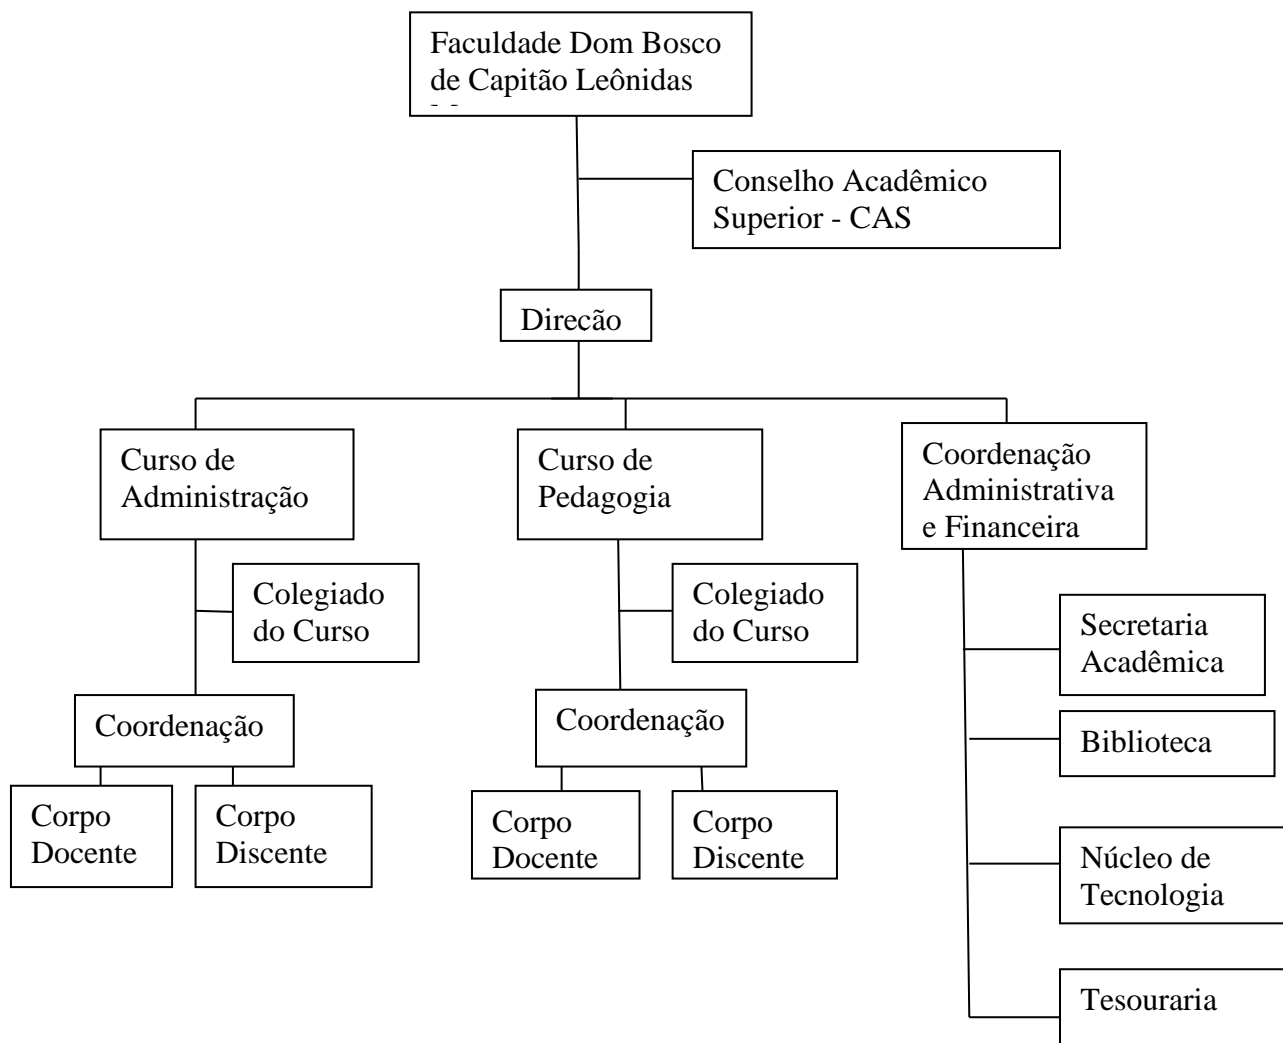 Faculdade Dom Bosco
de Capitão Leônidas
Conselho Acadêmico
Superior - CAS
Direcão
Curso de
Administração
Curso de
Pedagogia
Coordenação
Administrativa
e Financeira
Colegiado
do Curso
Colegiado
do Curso
Secretaria
Acadêmica
Coordenação
Coordenação
Biblioteca
Corpo
Docente
Corpo
Discente
Corpo
Docente
Corpo
Discente
Núcleo de
Tecnologia
Tesouraria